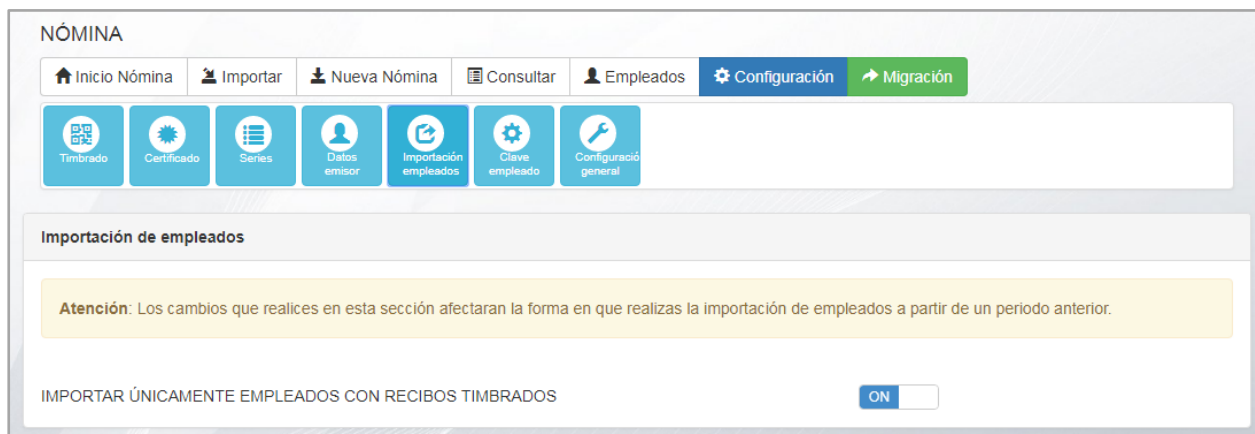 NÓMINA
Inicio Nómina Importar Nueva Nómina Consultar Empleados Configuración Migración
Timbrado Certificado Series Datos emisor Importación empleados Clave empleado Configuració general
Importación de empleados
Atención: Los cambios que realices en esta sección afectaran la forma en que realizas la importación de empleados a partir de un periodo anterior.
IMPORTAR ÚNICAMENTE EMPLEADOS CON RECIBOS TIMBRADOS ON